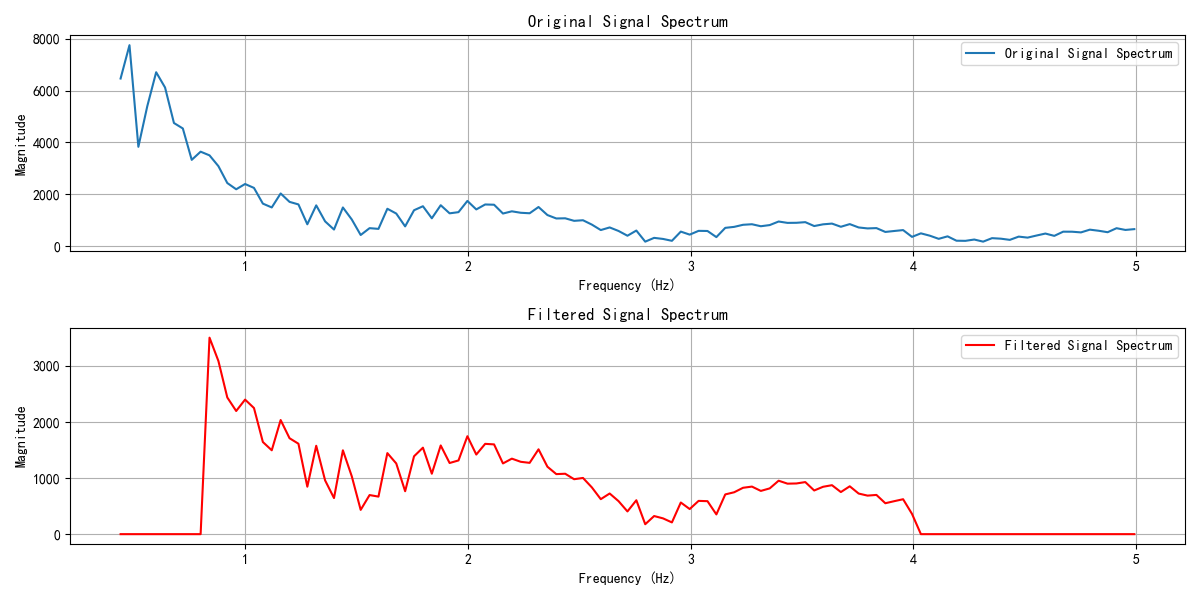 Original Signal Spectrum
8000
6000
4000
2000
0
Magnitude
Original Signal Spectrum
1 2 3 4 5
Frequency (Hz)
Filtered Signal Spectrum
3000
2000
1000
0
Magnitude
Filtered Signal Spectrum
1 2 3 4 5
Frequency (Hz)